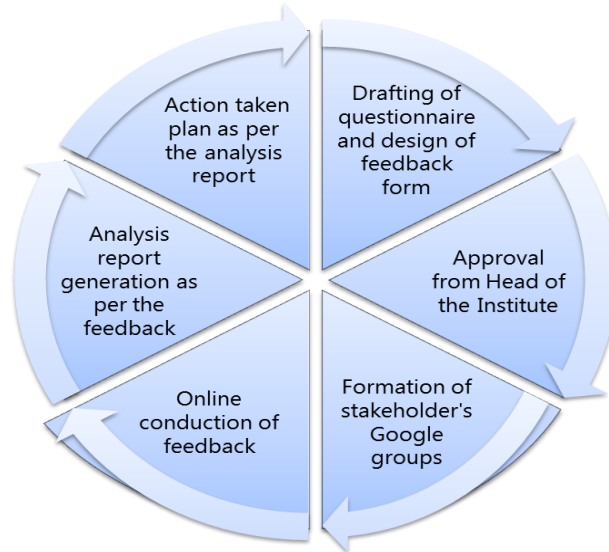 Drafting of
questionnaire
and design of
feedback
form
Approval
from Head of
the Institute
Formation of
stakeholder's
Google
groups
Online
conduction of
feedback
Analysis
report
generation as
per the
feedback
Action taken
plan as per
the analysis
report